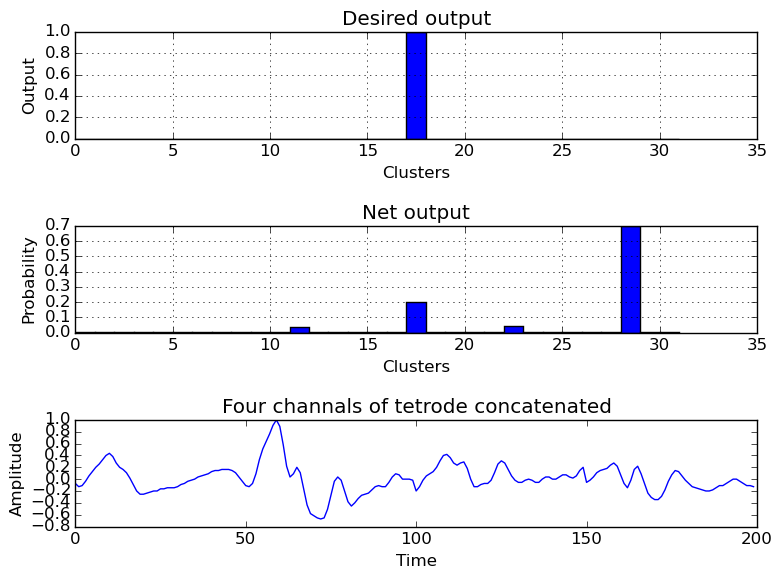 Desired output
1.0
0.8
0.6
0.4
0.2
0.0
Output
0 5 10 15 20 25 30 35
Clusters
Net output
0.7
0.6
0.5
0.4
0.3
0.2
0.1
0.0
Probability
0 5 10 15 20 25 30 35
Clusters
Four channals of tetrode concatenated
1.0
0.8
0.6
0.4
0.2
0.0
−0.2
−0.4
−0.6
−0.8
Amplitude
0 50 100 150 200
Time